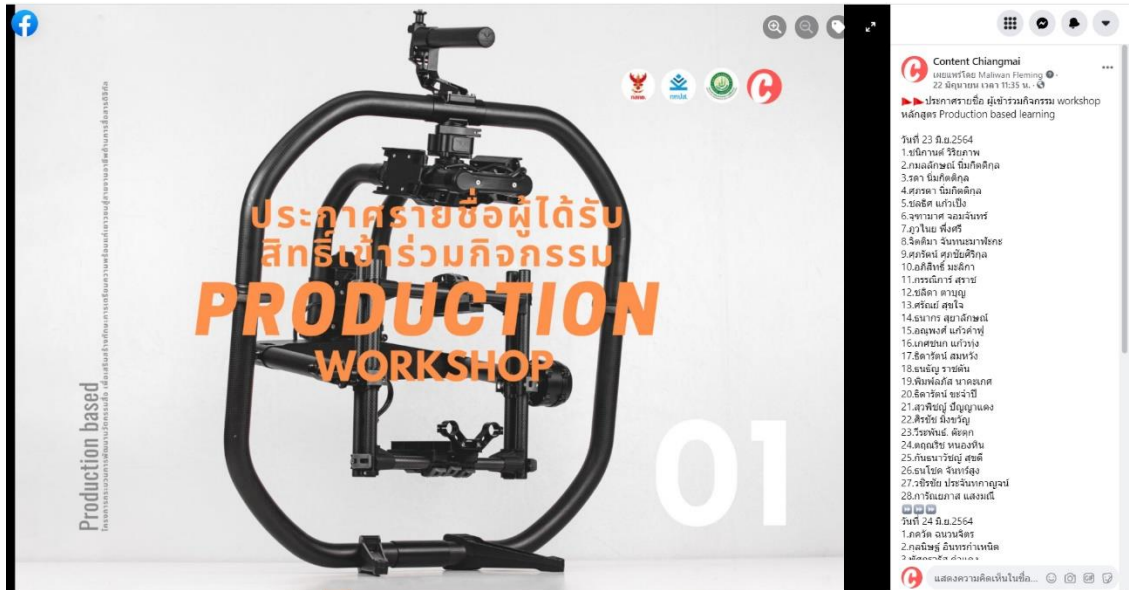 ประกาศรายชื่อผู้ได้รับ
สิทธิ์เข้าร่วมกิจกรรม
PRODUCTION
WORKSHOP
01
Production based
Content Chiangmai
เผยแพร่โดย Maliwan Fleming
22 มิถุนายน เวลา 11:35 น.
ประกาศรายชื่อ ผู้เข้าร่วมกิจกรรม workshop
หลักสูตร Production based learning
วันที่ 23 มิ.ย.2564
1.ชนิกานต์ วิริยภาพ
2.กมลลักษณ์ นิ่มกิตติกุล
3.รดา นิ่มกิตติกุล
4.ศุภรดา นิ่มกิตติกุล
5.ชลธิศ แก้วเป็ง
6.จุฑามาศ จอมจันทร์
7.ภูวไนย พึ่งศรี
8.จิตติมา จันทนะมาฬะกะ
9.ศุภรัตน์ ศุภชัยศิริกุล
10.อภิสิทธิ์ มะลิกา
11.กรรณิการ์ สุราช
12.ชลิดา ตาบุญ
13.ศรัณย์ สุขใจ
14.ธนากร สุยาลักษณ์
15.อณุพงศ์ แก้วคำฟู
16.เกศชนก แก้วทุ่ง
17.ธิดารัตน์ สมหวัง
18.ธนธัญ ราชตัน
19.พิมพ์ลภัส นาคะเกศ
20.ธิดารัตน์ ขะจำปี
21.สุวพิชญ์ ปัญญาแดง
22.ศิรชัช มิ่งขวัญ
23.วีระพันธ์. ต๊ะตุก
24.ตฤณริช หนองหิน
25.กันธนาวัชญ์ สุขดี
26.ธนโชต จันทร์สูง
27.วชิรชัย ประจันทกาญจน์
28.การัณยภาส แสงมณี
วันที่ 24 มิ.ย.2564
1.ภควัต ฉนวนจิตร
2.กุลนิษฐ์ อินทรกำเหนิด
แสดงความคิดเห็นในชื่อ...